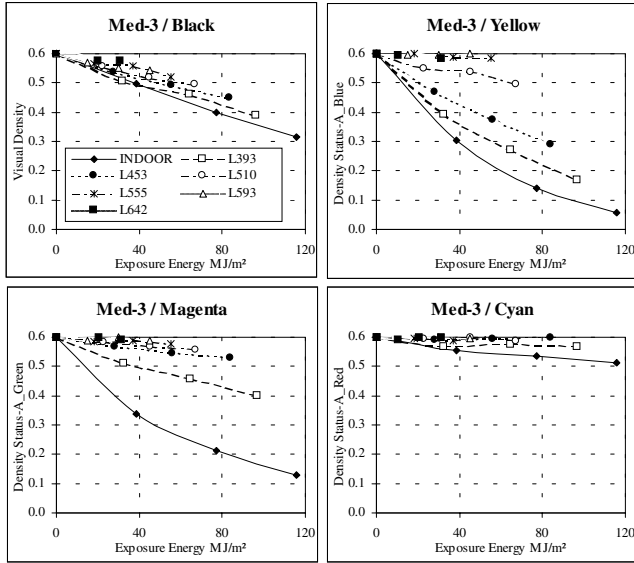 Med-3 / Black
Visual Density
0.6
0.5
0.4
0.3
0.2
0.1
0.0
INDOOR
L393
L453
L510
L555
L593
L642
0 40 80 120
Exposure Energy MJ/m²
Med-3 / Yellow
Density Status-A_Blue
0.6
0.5
0.4
0.3
0.2
0.1
0.0
0 40 80 120
Exposure Energy MJ/m²
Med-3 / Magenta
Density Status-A_Green
0.6
0.5
0.4
0.3
0.2
0.1
0.0
0 40 80 120
Exposure Energy MJ/m²
Med-3 / Cyan
Density Status-A_Red
0.6
0.5
0.4
0.3
0.2
0.1
0.0
0 40 80 120
Exposure Energy MJ/m²